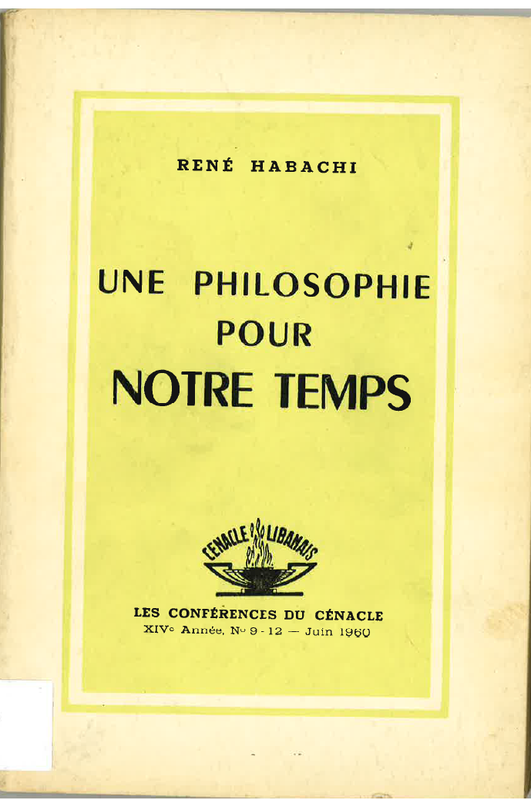 RENÉ HABACHI
UNE PHILOSOPHIE
POUR
NOTRE TEMPS
CENACLE LIBANAIS
LES CONFÉRENCES DU CÉNACLE
XIVe Année, No 9-12 — Juin 1960